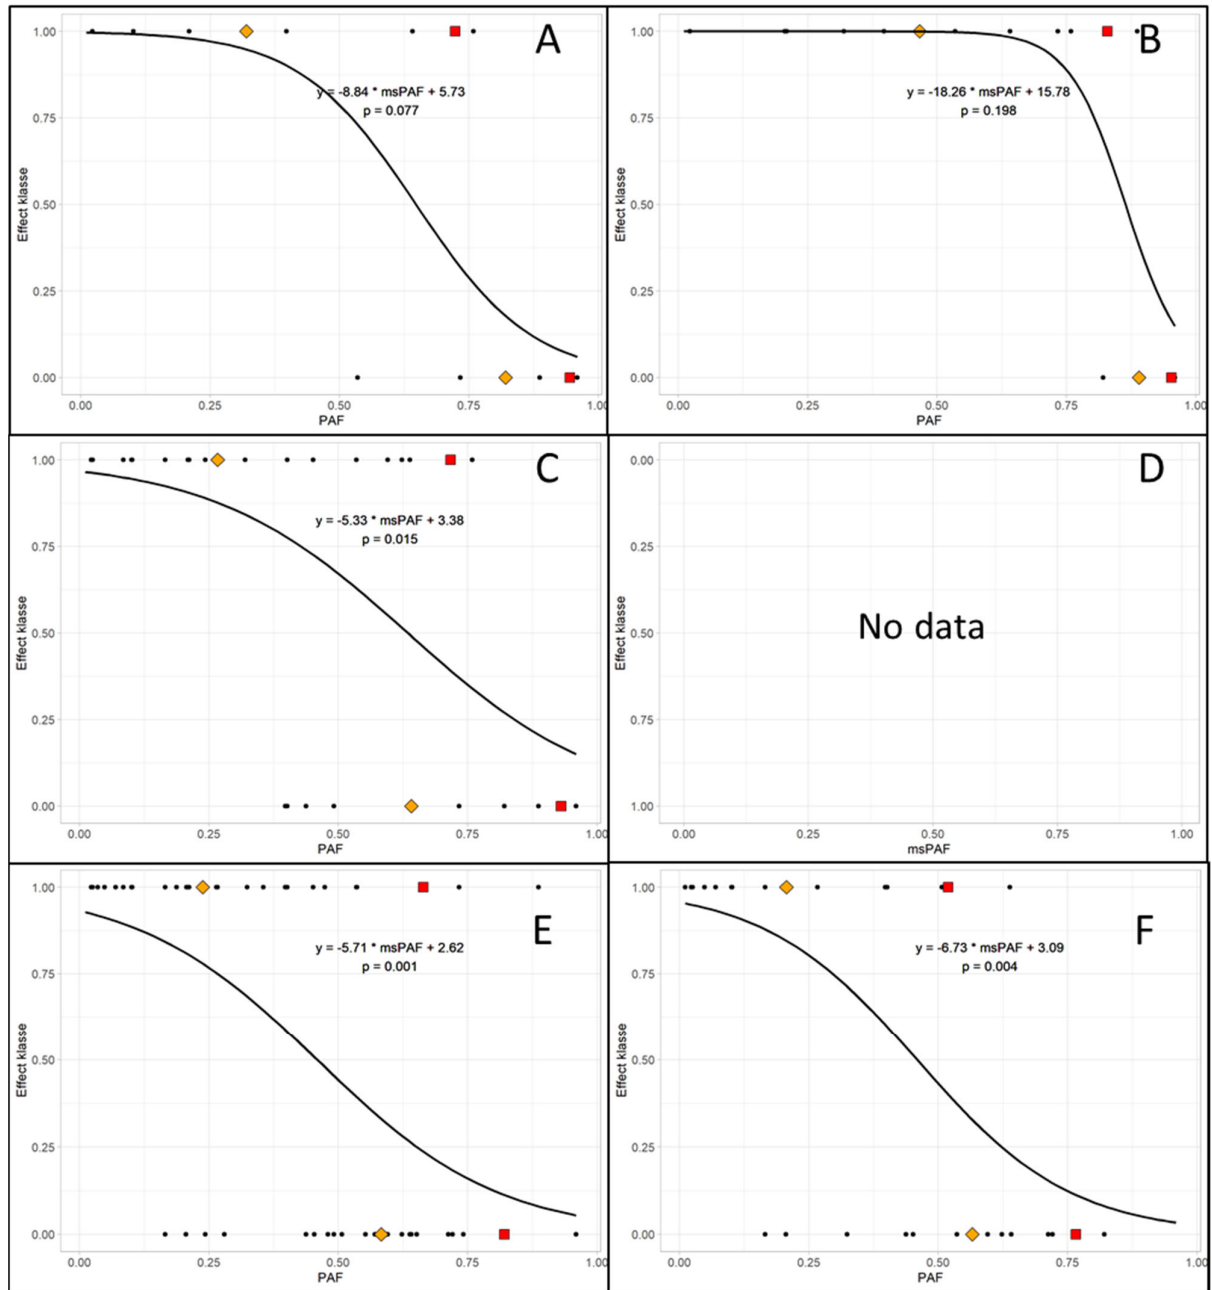 A
1.00
0.75
0.50
0.25
0.00
Effect klasse
y = -8.84 * msPAF + 5.73
p = 0.077
0.00 0.25 0.50 0.75 1.00
PAF
B
1.00
0.75
0.50
0.25
0.00
Effect klasse
y = -18.26 * msPAF + 15.78
p = 0.198
0.00 0.25 0.50 0.75 1.00
PAF
C
1.00
0.75
0.50
0.25
0.00
Effect klasse
y = -5.33 * msPAF + 3.38
p = 0.015
0.00 0.25 0.50 0.75 1.00
PAF
D
0.00
0.25
0.50
0.75
1.00
Effect klasse
No data
0.00 0.25 0.50 0.75 1.00
msPAF
E
1.00
0.75
0.50
0.25
0.00
Effect klasse
y = -5.71 * msPAF + 2.62
p = 0.001
0.00 0.25 0.50 0.75 1.00
PAF
F
1.00
0.75
0.50
0.25
0.00
Effect klasse
y = -6.73 * msPAF + 3.09
p = 0.004
0.00 0.25 0.50 0.75 1.00
PAF